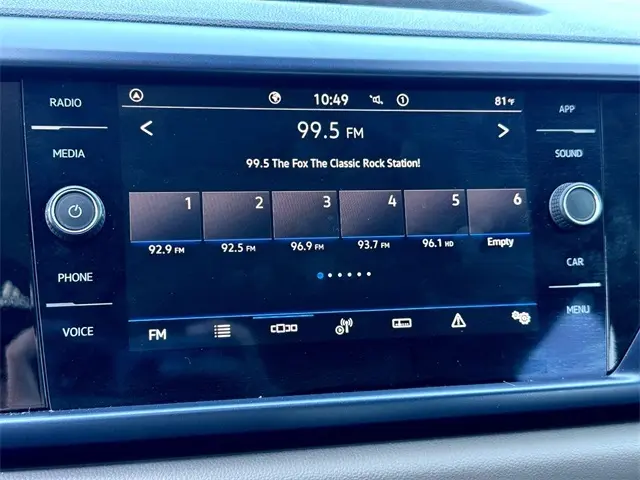 RADIO
MEDIA
PHONE
VOICE
10:49
1
81°F
99.5 FM
99.5 The Fox The Classic Rock Station!
1 2 3 4 5 6
92.9 FM 92.5 FM 96.9 FM 93.7 FM 96.1 HD Empty
FM
APP
SOUND
CAR
MENU